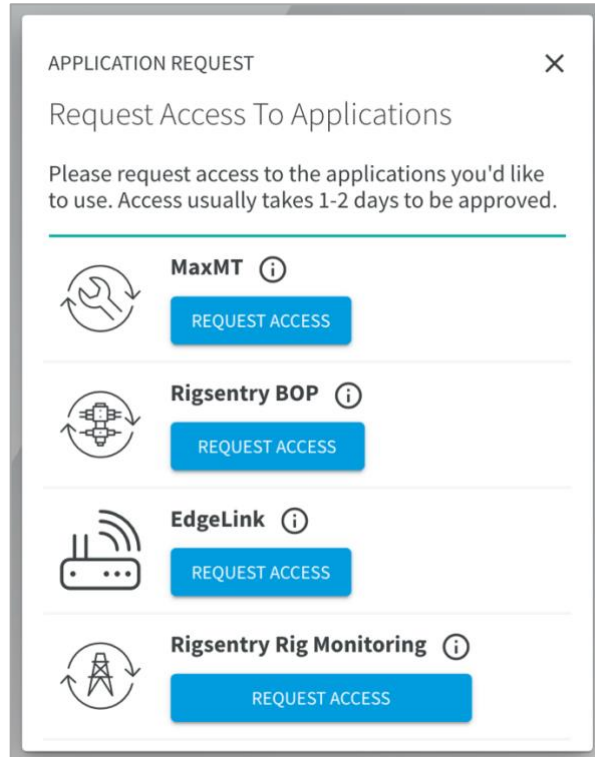 APPLICATION REQUEST
Request Access To Applications
Please request access to the applications you'd like
to use. Access usually takes 1-2 days to be approved.
MaxMT
REQUEST ACCESS
Rigsentry BOP
REQUEST ACCESS
EdgeLink
REQUEST ACCESS
Rigsentry Rig Monitoring
REQUEST ACCESS